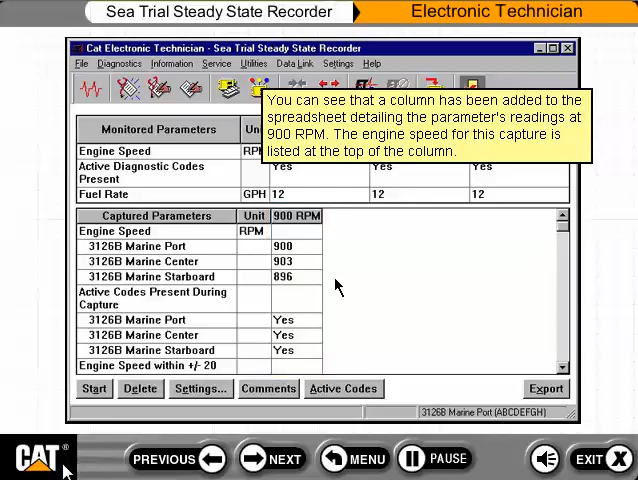 Sea Trial Steady State Recorder
Electronic Technician
Cat Electronic Technician - Sea Trial Steady State Recorder
File Diagnostics Information Service Utilities Data Link Settings Help
You can see that a column has been added to the
spreadsheet detailing the parameter's readings at
900 RPM. The engine speed for this capture is
listed at the top of the column.
Monitored Parameters
Engine Speed
Active Diagnostic Codes Yes Yes Yes
Present
Fuel Rate GPH 12 12 12
Captured Parameters Unit 900 RPM
Engine Speed RPM
3126B Marine Port 900
3126B Marine Center 903
3126B Marine Starboard 896
Active Codes Present During
Capture
3126B Marine Port Yes
3126B Marine Center Yes
3126B Marine Starboard Yes
Engine Speed within +/- 20
Start Delete Settings... Comments Active Codes Export
3126B Marine Port (ABCDEFGH)
CAT ® PREVIOUS NEXT MENU PAUSE EXIT X